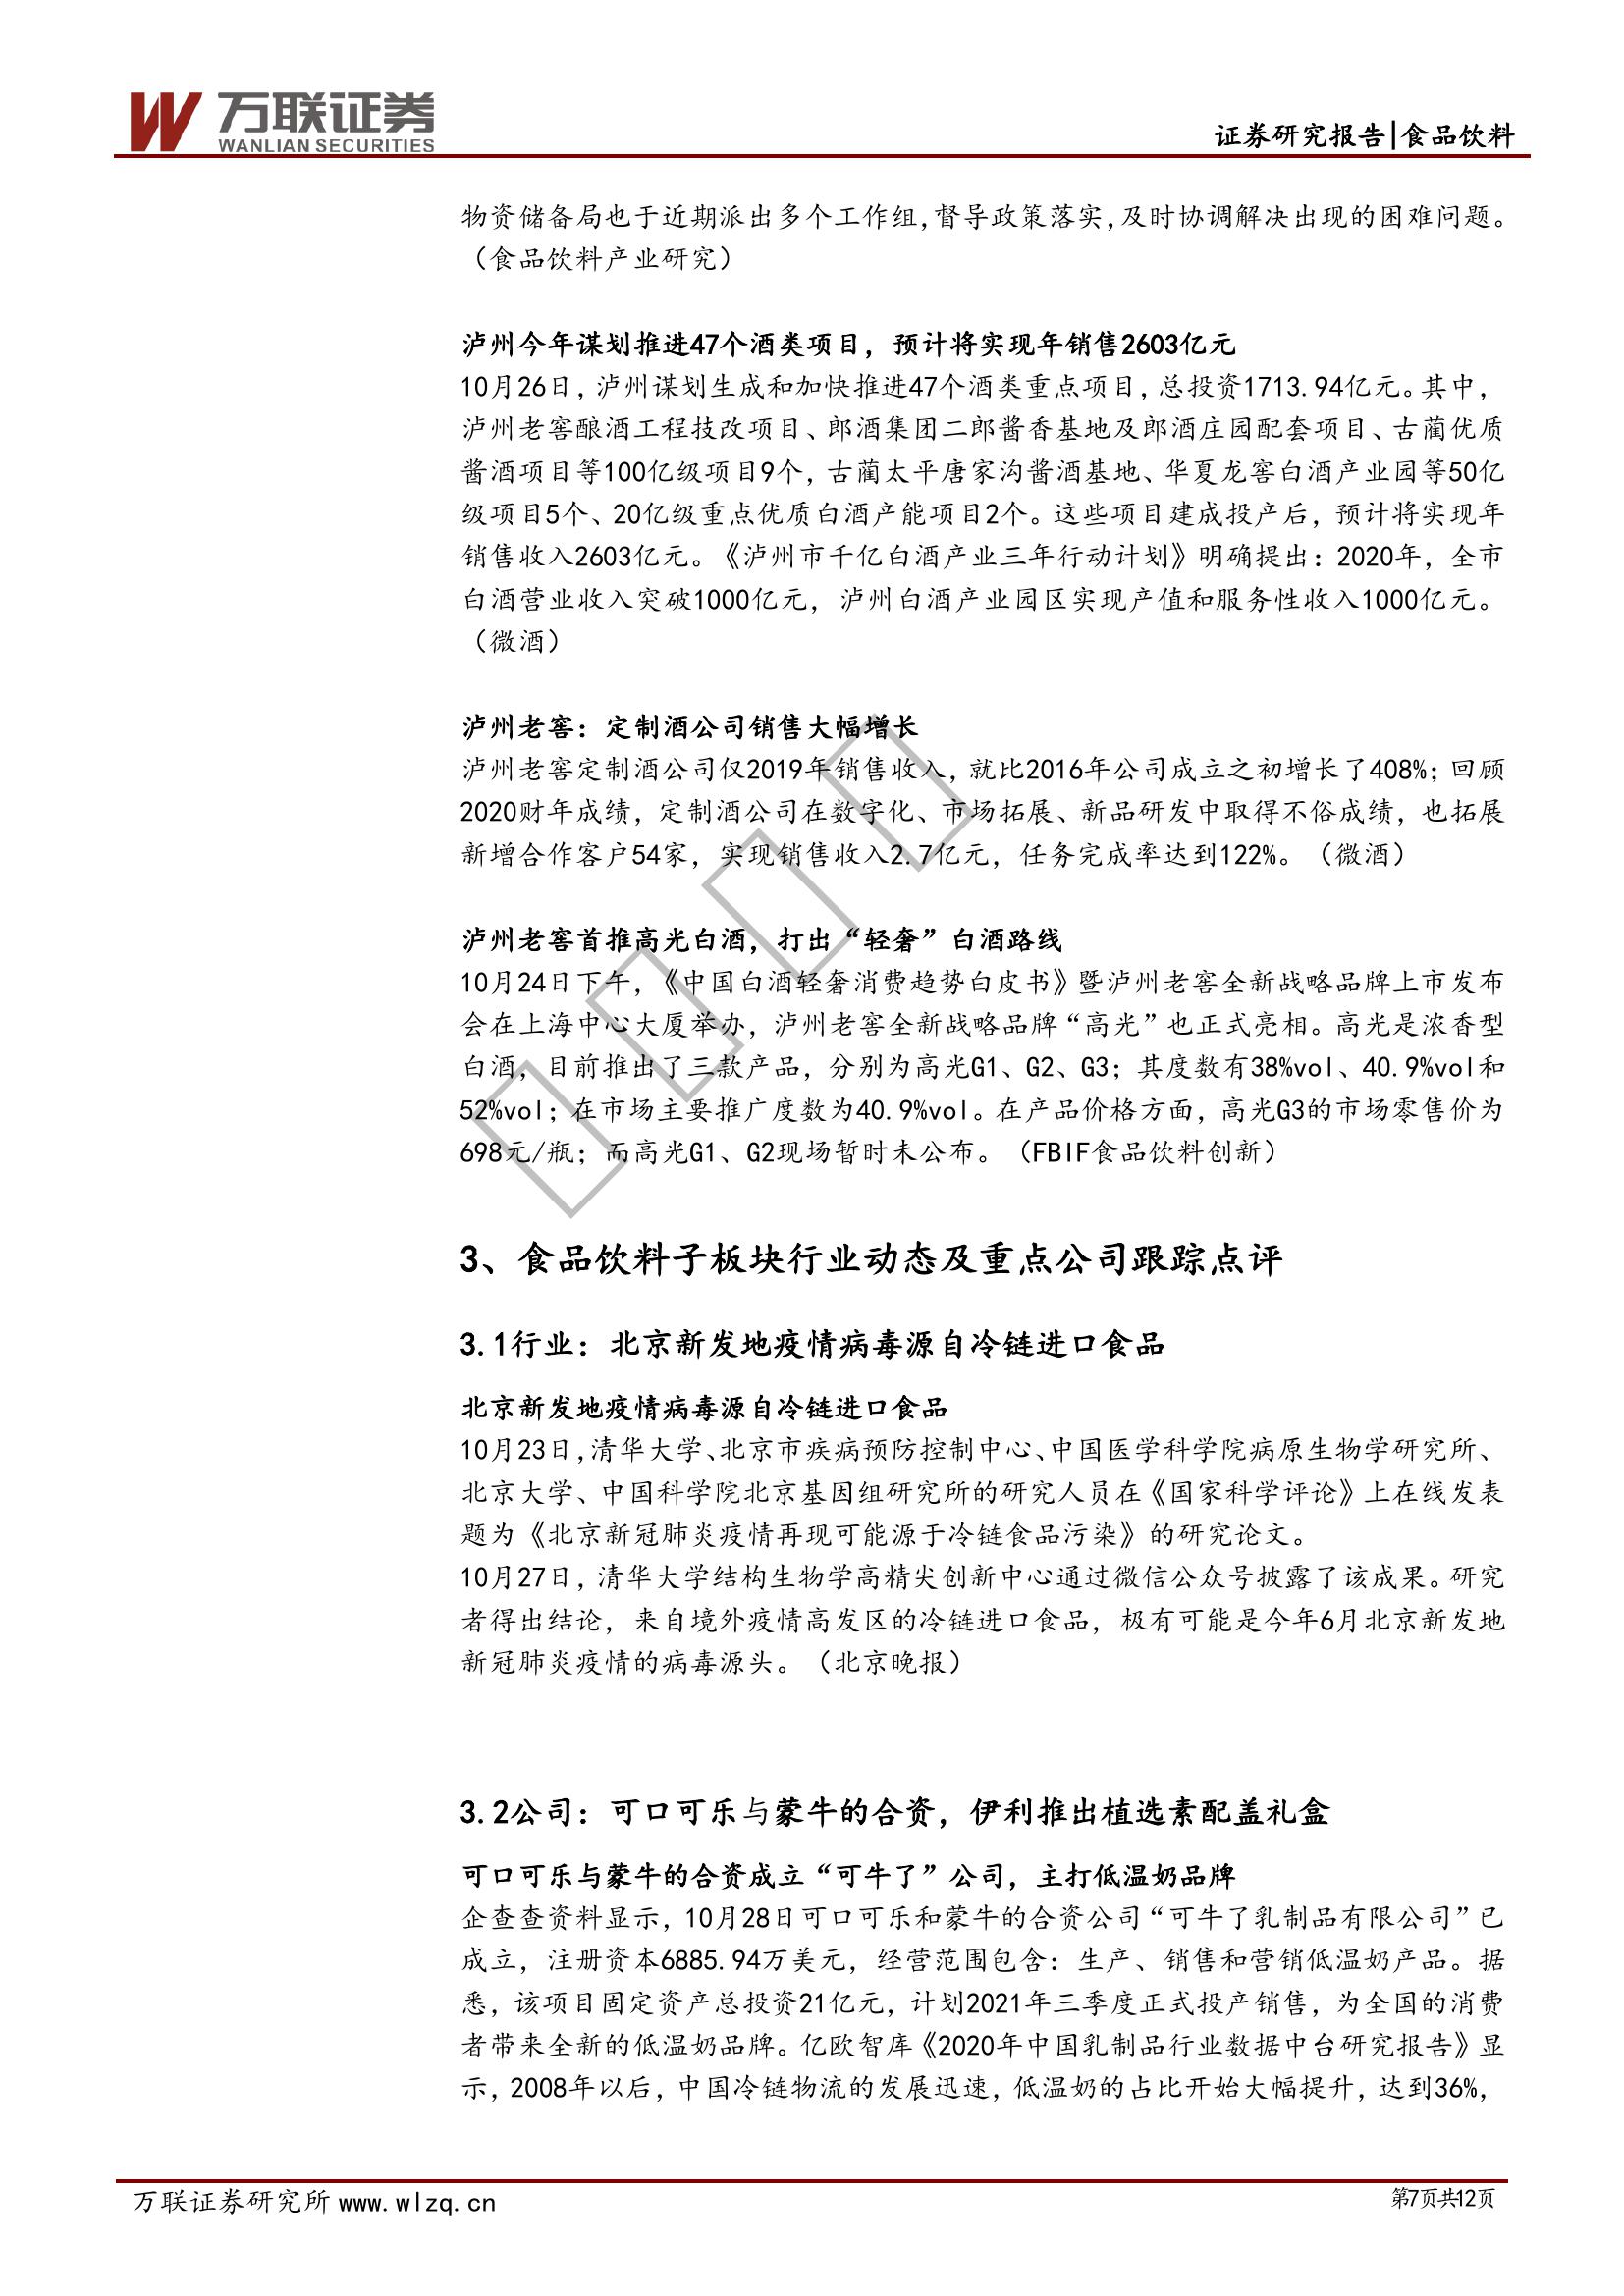 万联证券
WANLIAN SECURITIES
证券研究报告|食品饮料
物资储备局也于近期派出多个工作组,督导政策落实,及时协调解决出现的困难问题。
（食品饮料产业研究）
泸州今年谋划推进47个酒类项目，预计将实现年销售2603亿元
10月26日，泸州谋划生成和加快推进47个酒类重点项目，总投资1713.94亿元。其中，
泸州老窖酿酒工程技改项目、郎酒集团二郎酱香基地及郎酒庄园配套项目、古蔺优质
酱酒项目等100亿级项目9个，古蔺太平唐家沟酱酒基地、华夏龙窖白酒产业园等50亿
级项目5个、20亿级重点优质白酒产能项目2个。这些项目建成投产后，预计将实现年
销售收入2603亿元。《泸州市千亿白酒产业三年行动计划》明确提出：2020年，全市
白酒营业收入突破1000亿元，泸州白酒产业园区实现产值和服务性收入1000亿元。
（微酒）
泸州老窖：定制酒公司销售大幅增长
泸州老窖定制酒公司仅2019年销售收入，就比2016年公司成立之初增长了408%；回顾
2020财年成绩，定制酒公司在数字化、市场拓展、新品研发中取得不俗成绩，也拓展
新增合作客户54家，实现销售收入2.7亿元，任务完成率达到122%。（微酒）
泸州老窖首推高光白酒，打出“轻奢”白酒路线
10月24日下午，《中国白酒轻奢消费趋势白皮书》暨泸州老窖全新战略品牌上市发布
会在上海中心大厦举办，泸州老窖全新战略品牌“高光”也正式亮相。高光是浓香型
白酒，目前推出了三款产品，分别为高光G1、G2、G3；其度数有38%vol、40.9%vol和
52%vol；在市场主要推广度数为40.9%vol。在产品价格方面，高光G3的市场零售价为
698元/瓶；而高光G1、G2现场暂时未公布。（FBIF食品饮料创新）
3、食品饮料子板块行业动态及重点公司跟踪点评
3.1行业：北京新发地疫情病毒源自冷链进口食品
北京新发地疫情病毒源自冷链进口食品
10月23日,清华大学、北京市疾病预防控制中心、中国医学科学院病原生物学研究所、
北京大学、中国科学院北京基因组研究所的研究人员在《国家科学评论》上在线发表
题为《北京新冠肺炎疫情再现可能源于冷链食品污染》的研究论文。
10月27日，清华大学结构生物学高精尖创新中心通过微信公众号披露了该成果。研究
者得出结论，来自境外疫情高发区的冷链进口食品，极有可能是今年6月北京新发地
新冠肺炎疫情的病毒源头。（北京晚报）
3.2公司：可口可乐与蒙牛的合资，伊利推出植选素配盖礼盒
可口可乐与蒙牛的合资成立“可牛了”公司，主打低温奶品牌
企查查资料显示，10月28日可口可乐和蒙牛的合资公司“可牛了乳制品有限公司”已
成立，注册资本6885.94万美元，经营范围包含：生产、销售和营销低温奶产品。据
悉，该项目固定资产总投资21亿元，计划2021年三季度正式投产销售，为全国的消费
者带来全新的低温奶品牌。亿欧智库《2020年中国乳制品行业数据中台研究报告》显
示，2008年以后，中国冷链物流的发展迅速，低温奶的占比开始大幅提升，达到36%，
万联证券研究所 www.wlzq.cn
第7页共12页